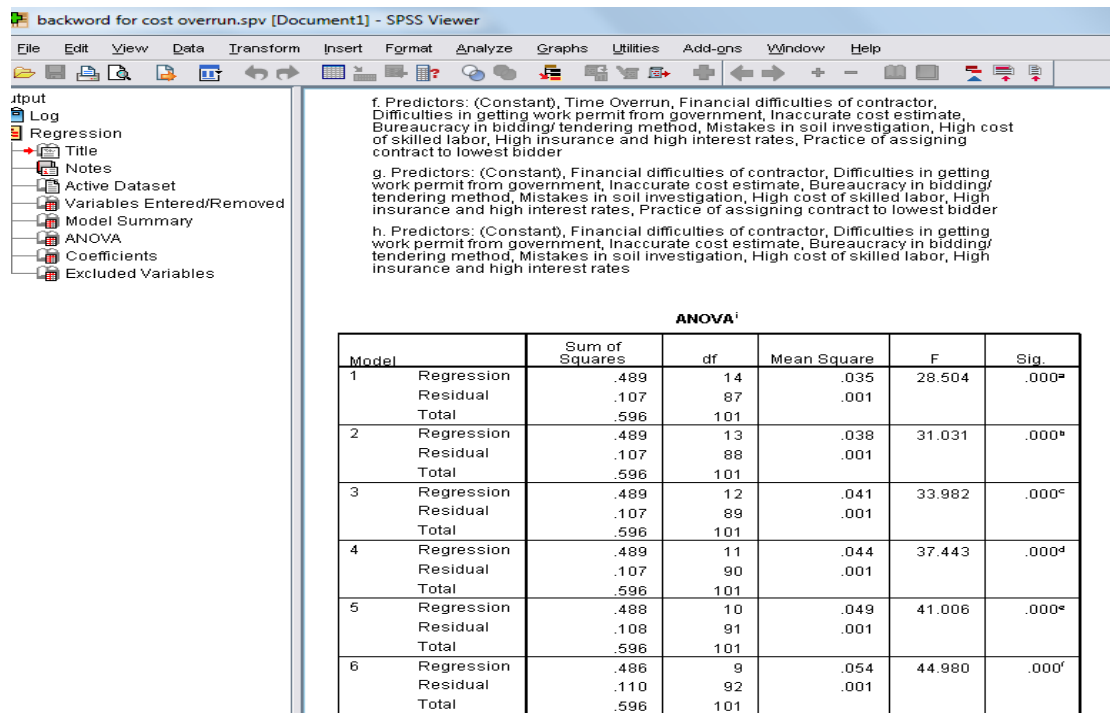 backword for cost overrun.spv [Document1] - SPSS Viewer
File Edit View Data Transform Insert Format Analyze Graphs Utilities Add-ons Window Help
utput
Log
Regression
Title
Notes
Active Dataset
Variables Entered/Removed
Model Summary
ANOVA
Coefficients
Excluded Variables
f. Predictors: (Constant), Time Overrun, Financial difficulties of contractor,
Difficulties in getting work permit from government, Inaccurate cost estimate,
Bureaucracy in bidding/ tendering method, Mistakes in soil investigation, High cost
of skilled labor, High insurance and high interest rates, Practice of assigning
contract to lowest bidder
g. Predictors: (Constant), Financial difficulties of contractor, Difficulties in getting
work permit from government, Inaccurate cost estimate, Bureaucracy in bidding/
tendering method, Mistakes in soil investigation, High cost of skilled labor, High
insurance and high interest rates, Practice of assigning contract to lowest bidder
h. Predictors: (Constant), Financial difficulties of contractor, Difficulties in getting
work permit from government, Inaccurate cost estimate, Bureaucracy in bidding/
tendering method, Mistakes in soil investigation, High cost of skilled labor, High
insurance and high interest rates
ANOVAi
Model Sum of Squares df Mean Square F Sig.
1 Regression .489 14 .035 28.504 .000a
Residual .107 87 .001
Total .596 101
2 Regression .489 13 .038 31.031 .000b
Residual .107 88 .001
Total .596 101
3 Regression .489 12 .041 33.982 .000c
Residual .107 89 .001
Total .596 101
4 Regression .489 11 .044 37.443 .000d
Residual .107 90 .001
Total .596 101
5 Regression .488 10 .049 41.006 .000e
Residual .108 91 .001
Total .596 101
6 Regression .486 9 .054 44.980 .000f
Residual .110 92 .001
Total .596 101